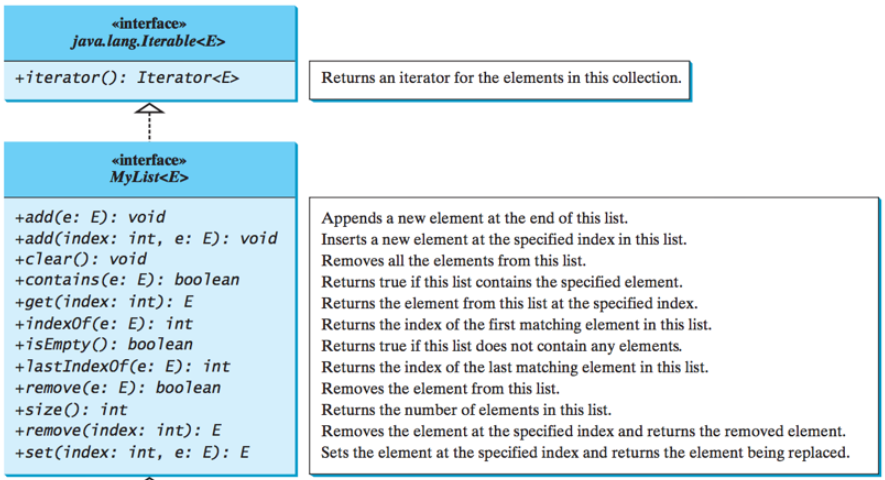 «interface»
java.lang.Iterable<E>
+iterator(): Iterator<E>
Returns an iterator for the elements in this collection.
«interface»
MyList<E>
+add(e: E): void
Appends a new element at the end of this list.
+add(index: int, e: E): void
Inserts a new element at the specified index in this list.
+clear(): void
Removes all the elements from this list.
+contains(e: E): boolean
Returns true if this list contains the specified element.
+get(index: int): E
Returns the element from this list at the specified index.
+indexOf(e: E): int
Returns the index of the first matching element in this list.
+isEmpty(): boolean
Returns true if this list does not contain any elements.
+lastIndexOf(e: E): int
Returns the index of the last matching element in this list.
+remove(e: E): boolean
Removes the element from this list.
+size(): int
Returns the number of elements in this list.
+remove(index: int): E
Removes the element at the specified index and returns the removed element.
+set(index: int, e: E): E
Sets the element at the specified index and returns the element being replaced.